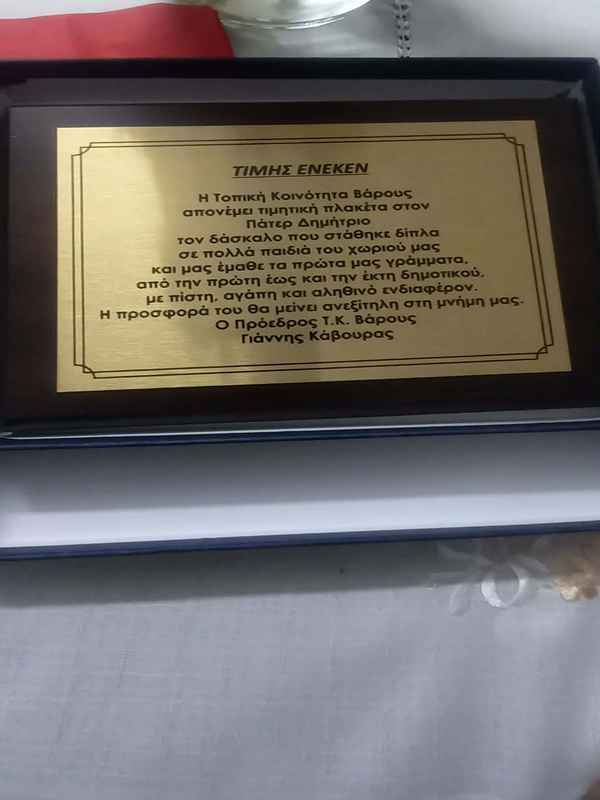 ΤΙΜΗΣ ΕΝΕΚΕΝ
Η Τοπική Κοινότητα Βάρους
απονέμει τιμητική πλακέτα στον
Πάτερ Δημήτριο
τον δάσκαλο που στάθηκε δίπλα
σε πολλά παιδιά του χωριού μας
και μας έμαθε τα πρώτα μας γράμματα,
από την πρώτη έως και την έκτη δημοτικού,
με πίστη, αγάπη και αληθινό ενδιαφέρον.
Η προσφορά του θα μείνει ανεξίτηλη στη μνήμη μας.
Ο Πρόεδρος Τ.Κ. Βάρους
Γιάννης Κάβουρας